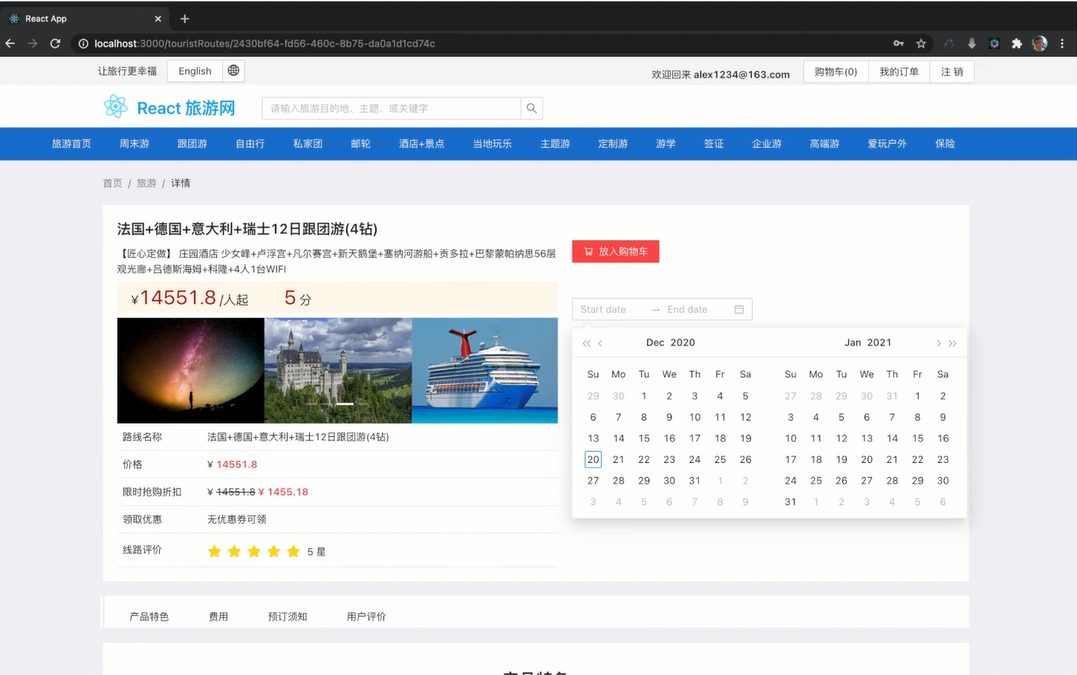 React App
localhost:3000/touristRoutes/2430bf64-fd56-460c-8b75-da0a1d1cd74c
让旅行更幸福 English 欢迎回来 alex1234@163.com 购物车(0) 我的订单 注 销
React 旅游网 请输入旅游目的地、主题、或关键字
旅游首页 周末游 跟团游 自由行 私家团 邮轮 酒店+景点 当地玩乐 主题游 定制游 游学 签证 企业游 高端游 爱玩户外 保险
首页 / 旅游 / 详情
法国+德国+意大利+瑞士12日跟团游(4钻)
【匠心定做】 庄园酒店 少女峰+卢浮宫+凡尔赛宫+新天鹅堡+塞纳河游船+贡多拉+巴黎蒙帕纳思56层
观光廊+吕德斯海姆+科隆+4人1台WIFI
放入购物车
¥14551.8 /人起 5 分
Start date End date
Dec 2020 Jan 2021
Su Mo Tu We Th Fr Sa Su Mo Tu We Th Fr Sa
29 30 1 2 3 4 5 27 28 29 30 31 1 2
6 7 8 9 10 11 12 3 4 5 6 7 8 9
13 14 15 16 17 18 19 10 11 12 13 14 15 16
20 21 22 23 24 25 26 17 18 19 20 21 22 23
27 28 29 30 31 1 2 24 25 26 27 28 29 30
3 4 5 6 7 8 9 31 1 2 3 4 5 6
路线名称 法国+德国+意大利+瑞士12日跟团游(4钻)
价格 ¥ 14551.8
限时抢购折扣 ¥ 14551.8 ¥ 1455.18
领取优惠 无优惠券可领
线路评价 5 星
产品特色 费用 预订须知 用户评价
产品特色